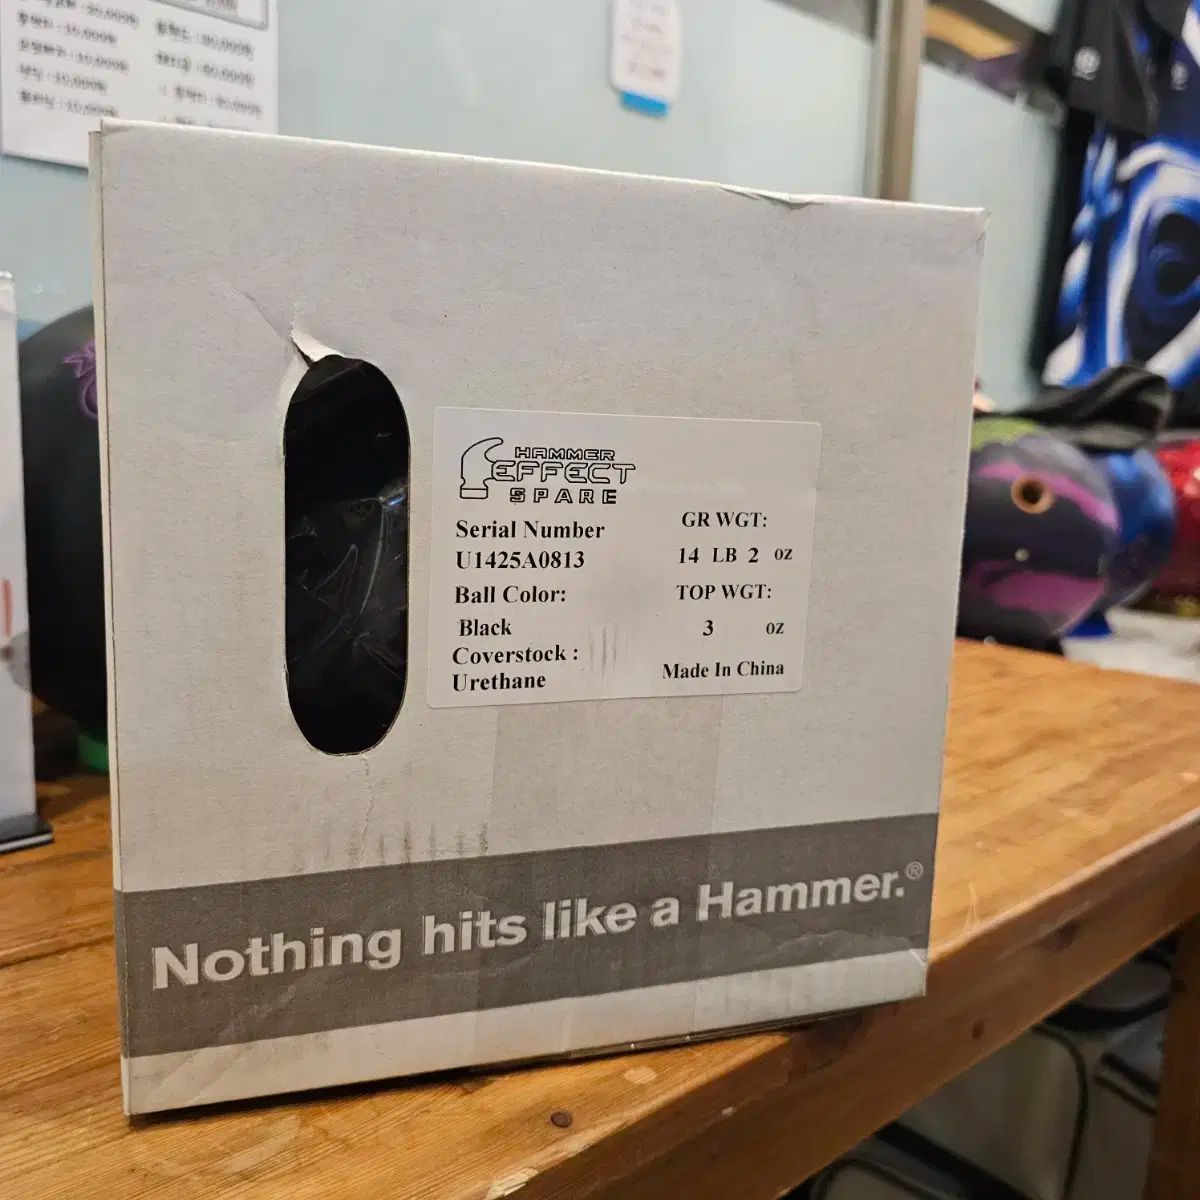 HAMMER
EFFECT
SPARE
Serial Number
U1425A0813
Ball Color:
Black
Coverstock :
Urethane
GR WGT:
14 LB 2 oz
TOP WGT:
3 oz
Made In China
Nothing hits like a Hammer.®